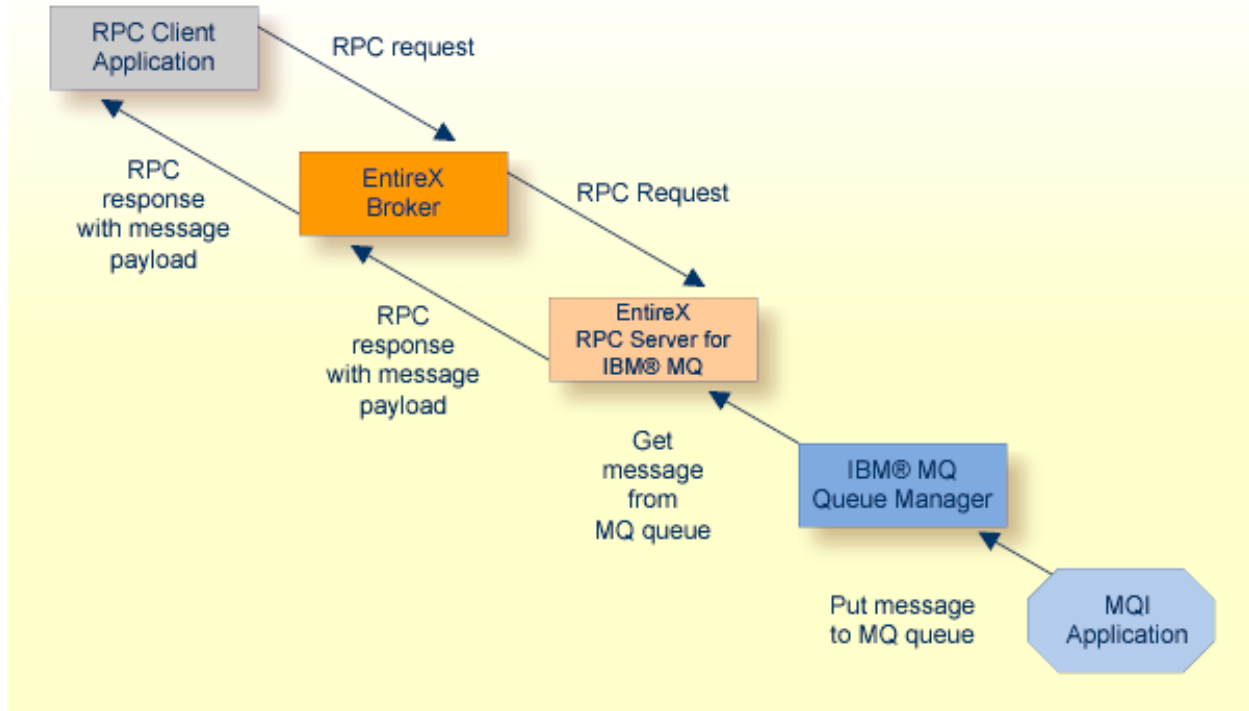 RPC Client
Application
RPC request
RPC
response
with message
payload
EntireX
Broker
RPC Request
RPC
response
with message
payload
EntireX
RPC Server for
IBM® MQ
Get
message
from
MQ queue
IBM® MQ
Queue Manager
Put message
to MQ queue
MQI
Application